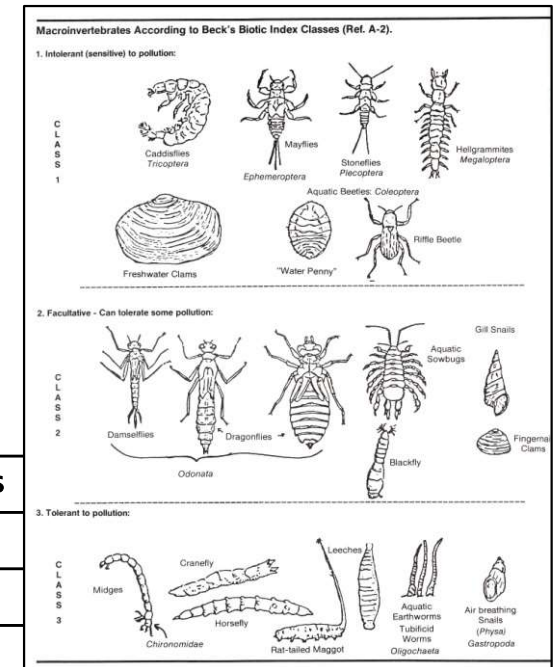 Macroinvertebrates According to Beck's Biotic Index Classes (Ref. A-2).
1. Intolerant (sensitive) to pollution:
CLASS 1
Caddisflies
Tricoptera
Mayflies
Ephemeroptera
Stoneflies
Plecoptera
Hellgrammites
Megaloptera
Aquatic Beetles: Coleoptera
Freshwater Clams
"Water Penny"
Riffle Beetle
2. Facultative - Can tolerate some pollution:
CLASS 2
Damselflies
Dragonflies
Odonata
Aquatic
Sowbugs
Gill Snails
Blackfly
Fingernail
Clams
s
3. Tolerant to pollution:
CLASS 3
Midges
Chironomidae
Cranefly
Horsefly
Rat-tailed Maggot
Leeches
Aquatic
Earthworms
Tubificid
Worms
Oligochaeta
Air breathing
Snails
(Physa)
Gastropoda